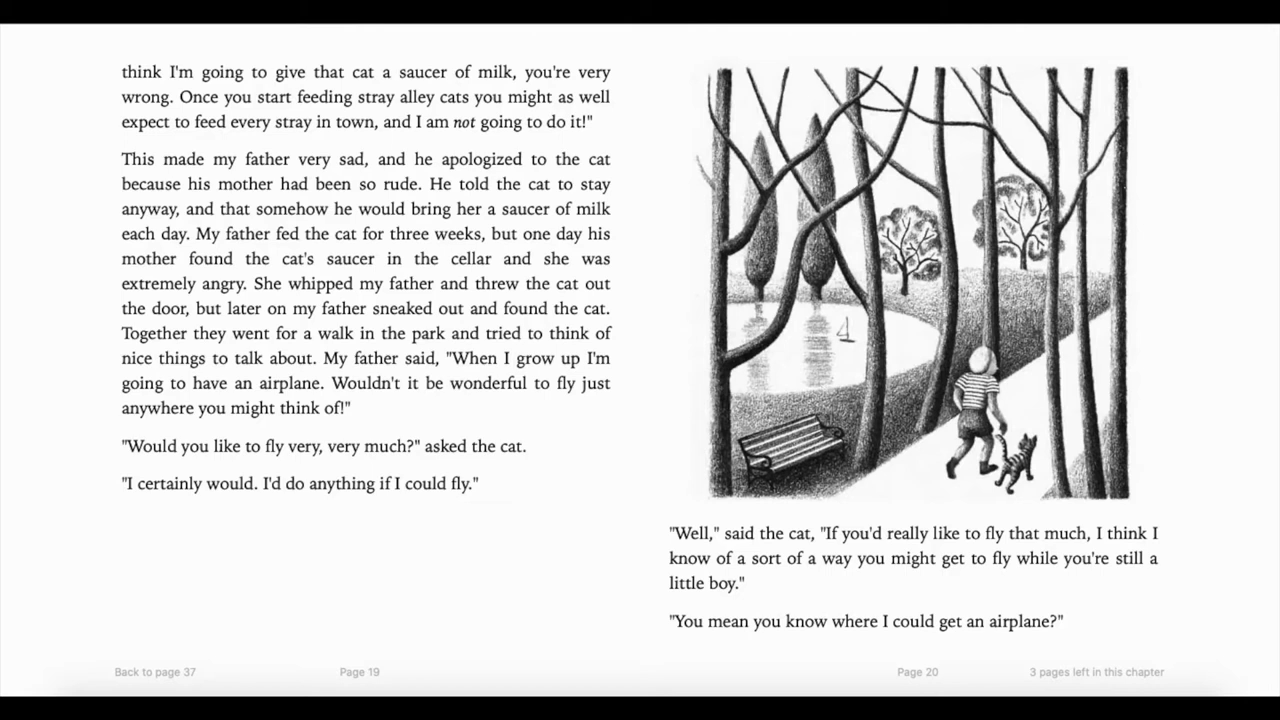 think I'm going to give that cat a saucer of milk, you're very
wrong. Once you start feeding stray alley cats you might as well
expect to feed every stray in town, and I am not going to do it!"
This made my father very sad, and he apologized to the cat
because his mother had been so rude. He told the cat to stay
anyway, and that somehow he would bring her a saucer of milk
each day. My father fed the cat for three weeks, but one day his
mother found the cat's saucer in the cellar and she was
extremely angry. She whipped my father and threw the cat out
the door, but later on my father sneaked out and found the cat.
Together they went for a walk in the park and tried to think of
nice things to talk about. My father said, "When I grow up I'm
going to have an airplane. Wouldn't it be wonderful to fly just
anywhere you might think of!"
"Would you like to fly very, very much?" asked the cat.
"I certainly would. I'd do anything if I could fly."
Back to page 37
Page 19
"Well," said the cat, "If you'd really like to fly that much, I think I
know of a sort of a way you might get to fly while you're still a
little boy."
"You mean you know where I could get an airplane?"
Page 20
3 pages left in this chapter